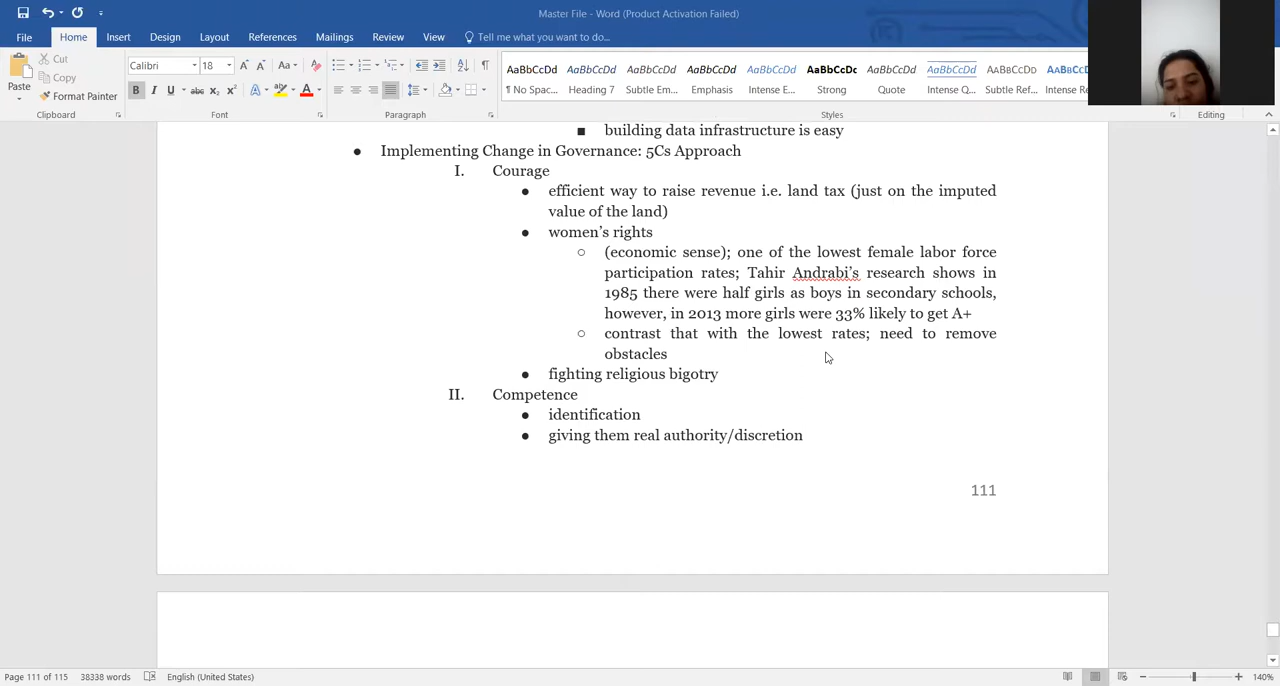 Master File - Word (Product Activation Failed)
File Home Insert Design Layout References Mailings Review View Tell me what you want to do...
Paste
Cut
Copy
Format Painter
Calibri 18 Aa
B I U abc X2 X2 A A
AaBbCcDd AaBbCcDd AaBbCcDd AaBbCcDd AaBbCcDd AaBbCcDc AaBbCcDd AaBbCcDd AABBCCDD AABBCCD
¶ No Spac... Heading 7 Subtle Em... Emphasis Intense E... Strong Quote Intense Q... Subtle Ref... Intense Re
Clipboard Font Paragraph Styles Editing
■ building data infrastructure is easy
● Implementing Change in Governance: 5Cs Approach
I. Courage
● efficient way to raise revenue i.e. land tax (just on the imputed
value of the land)
● women's rights
○ (economic sense); one of the lowest female labor force
participation rates; Tahir Andrabi's research shows in
1985 there were half girls as boys in secondary schools,
however, in 2013 more girls were 33% likely to get A+
○ contrast that with the lowest rates; need to remove
obstacles
● fighting religious bigotry
II. Competence
● identification
● giving them real authority/discretion
111
Page 111 of 115 38338 words English (United States) 140%